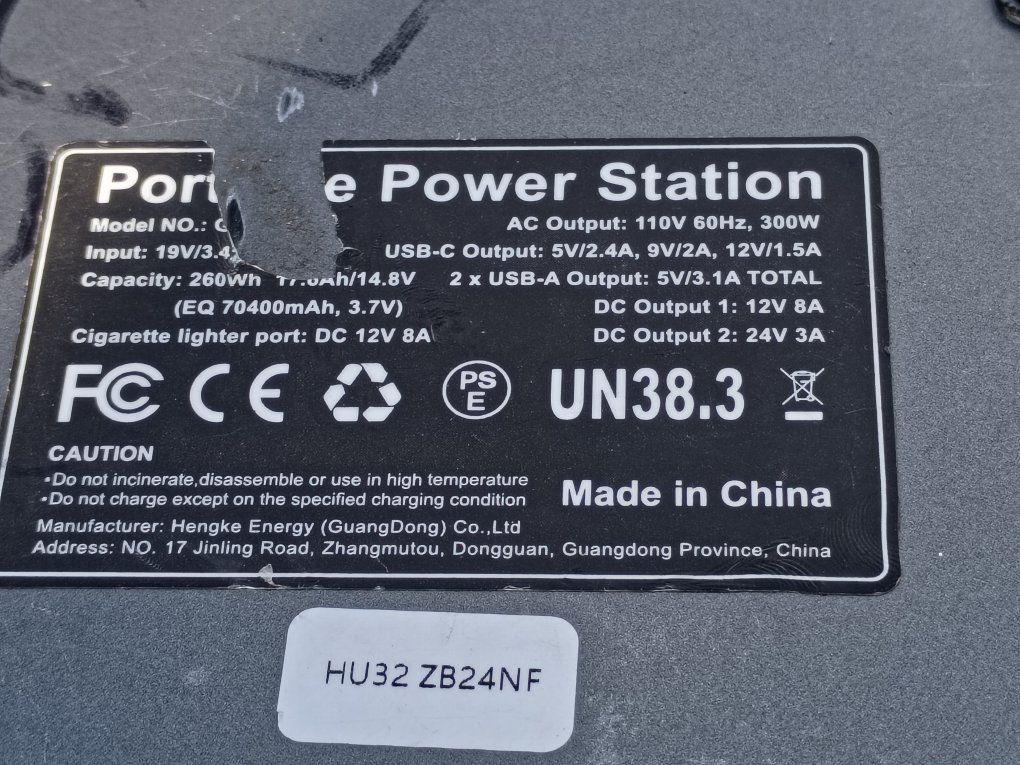 Power Station
Model NO.:
AC Output: 110V 60Hz, 300W
Input:
USB-C Output: 5V/2.4A, 9V/2A, 12V/1.5A
Capacity: 260Wh
2 x USB-A Output: 5V/3.1A TOTAL
(EQ 70400mAh, 3.7V)
DC Output 1: 12V 8A
Cigarette lighter port: DC 12V 8A
DC Output 2: 24V 3A
FC CE PSE UN38.3
CAUTION
•Do not incinerate,disassemble or use in high temperature
•Do not charge except on the specified charging condition
Made in China
Manufacturer: Hengke Energy (GuangDong) Co.,Ltd
Address: NO. 17 Jinling Road, Zhangmutou, Dongguan, Guangdong Province, China
HU32 ZB24NF